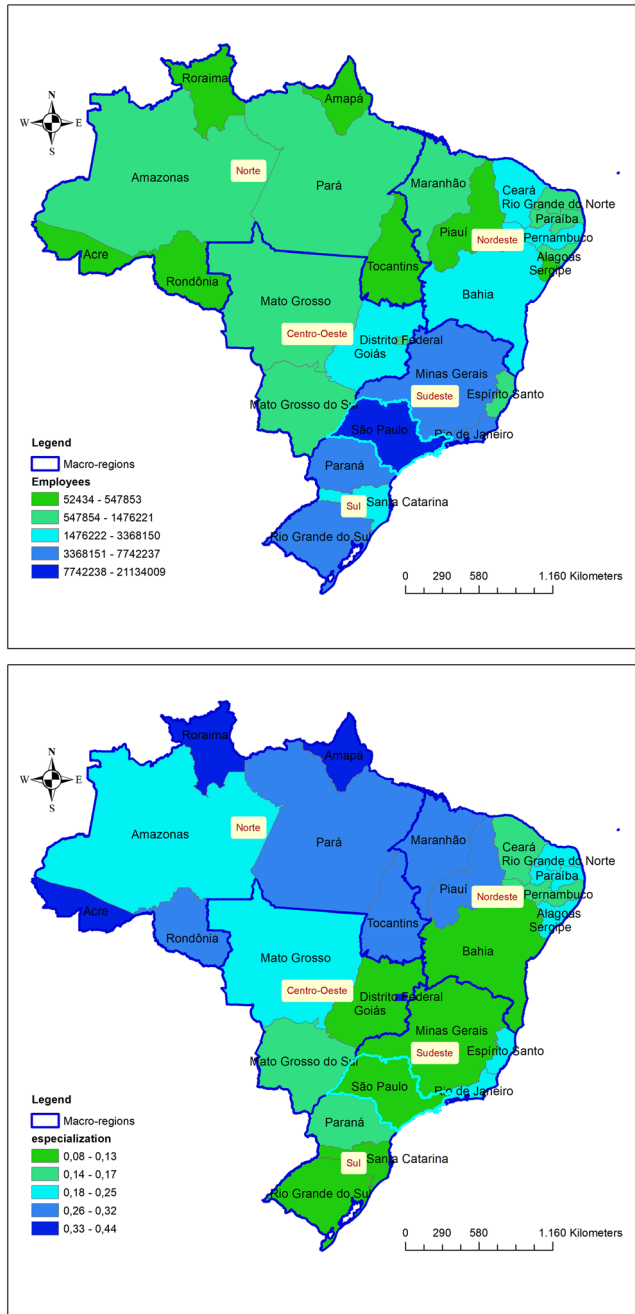 N
W E
S
Roraima
Amapá
Norte
Amazonas
Pará
Maranhão
Ceará
Rio Grande do Norte
Paraíba
Piauí
Nordeste
Pernambuco
Acre
Rondônia
Tocantins
Alagoas
Sergipe
Mato Grosso
Bahia
Centro-Oeste
Distrito Federal
Goiás
Minas Gerais
Mato Grosso do Sul
Sudeste
Espírito Santo
São Paulo
Rio de Janeiro
Paraná
Sul
Santa Catarina
Rio Grande do Sul
Legend
Macro-regions
Employees
52434 - 547853
547854 - 1476221
1476222 - 3368150
3368151 - 7742237
7742238 - 21134009
0 290 580 1.160 Kilometers
N
W E
S
Roraima
Amapá
Norte
Amazonas
Pará
Maranhão
Ceará
Rio Grande do Norte
Paraíba
Piauí
Nordeste
Pernambuco
Acre
Rondônia
Tocantins
Alagoas
Sergipe
Mato Grosso
Bahia
Centro-Oeste
Distrito Federal
Goiás
Minas Gerais
Mato Grosso do Sul
Sudeste
Espírito Santo
São Paulo
Rio de Janeiro
Paraná
Sul
Santa Catarina
Rio Grande do Sul
Legend
Macro-regions
especialization
0,08 - 0,13
0,14 - 0,17
0,18 - 0,25
0,26 - 0,32
0,33 - 0,44
0 290 580 1.160 Kilometers